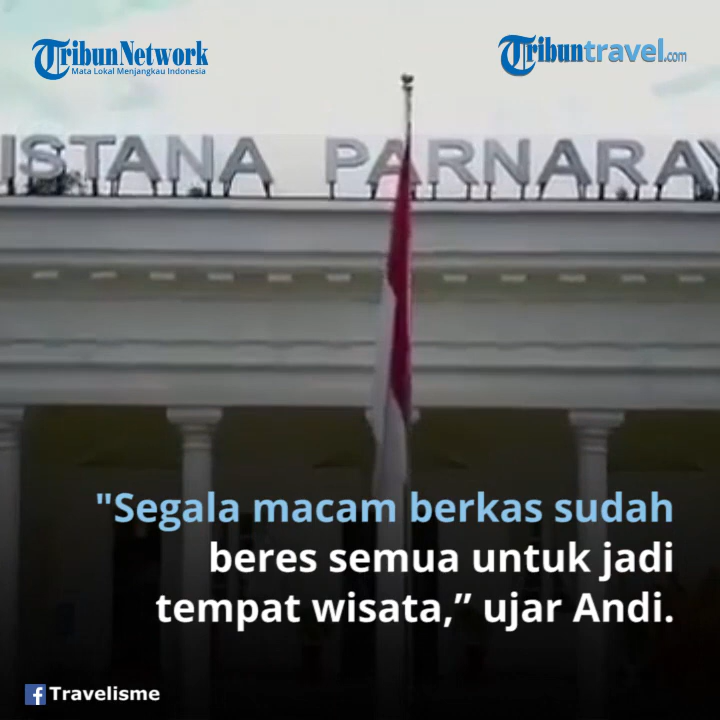 TribunNetwork
Mata Lokal Menjangkau Indonesia
Tribuntravel.com
ISTANA PARNARAY
"Segala macam berkas sudah
beres semua untuk jadi
tempat wisata,” ujar Andi.
Travelisme